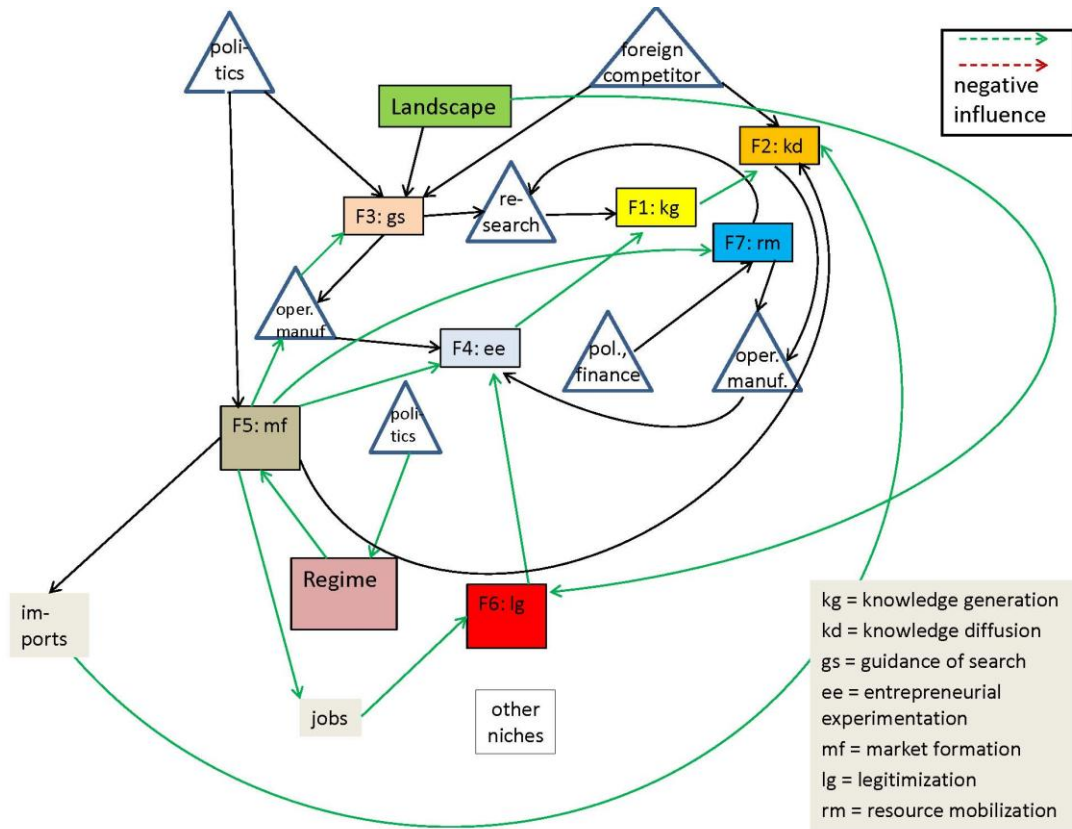 poli-
tics
foreign
competitor
negative
influence
Landscape
F2: kd
F3: gs
re-
search
F1: kg
F7: rm
oper.
manuf
F4: ee
pol.,
finance
oper.
manuf.
F5: mf
poli-
tics
Regime
F6: lg
im-
ports
jobs
other
niches
kg = knowledge generation
kd = knowledge diffusion
gs = guidance of search
ee = entrepreneurial
experimentation
mf = market formation
lg = legitimization
rm = resource mobilization